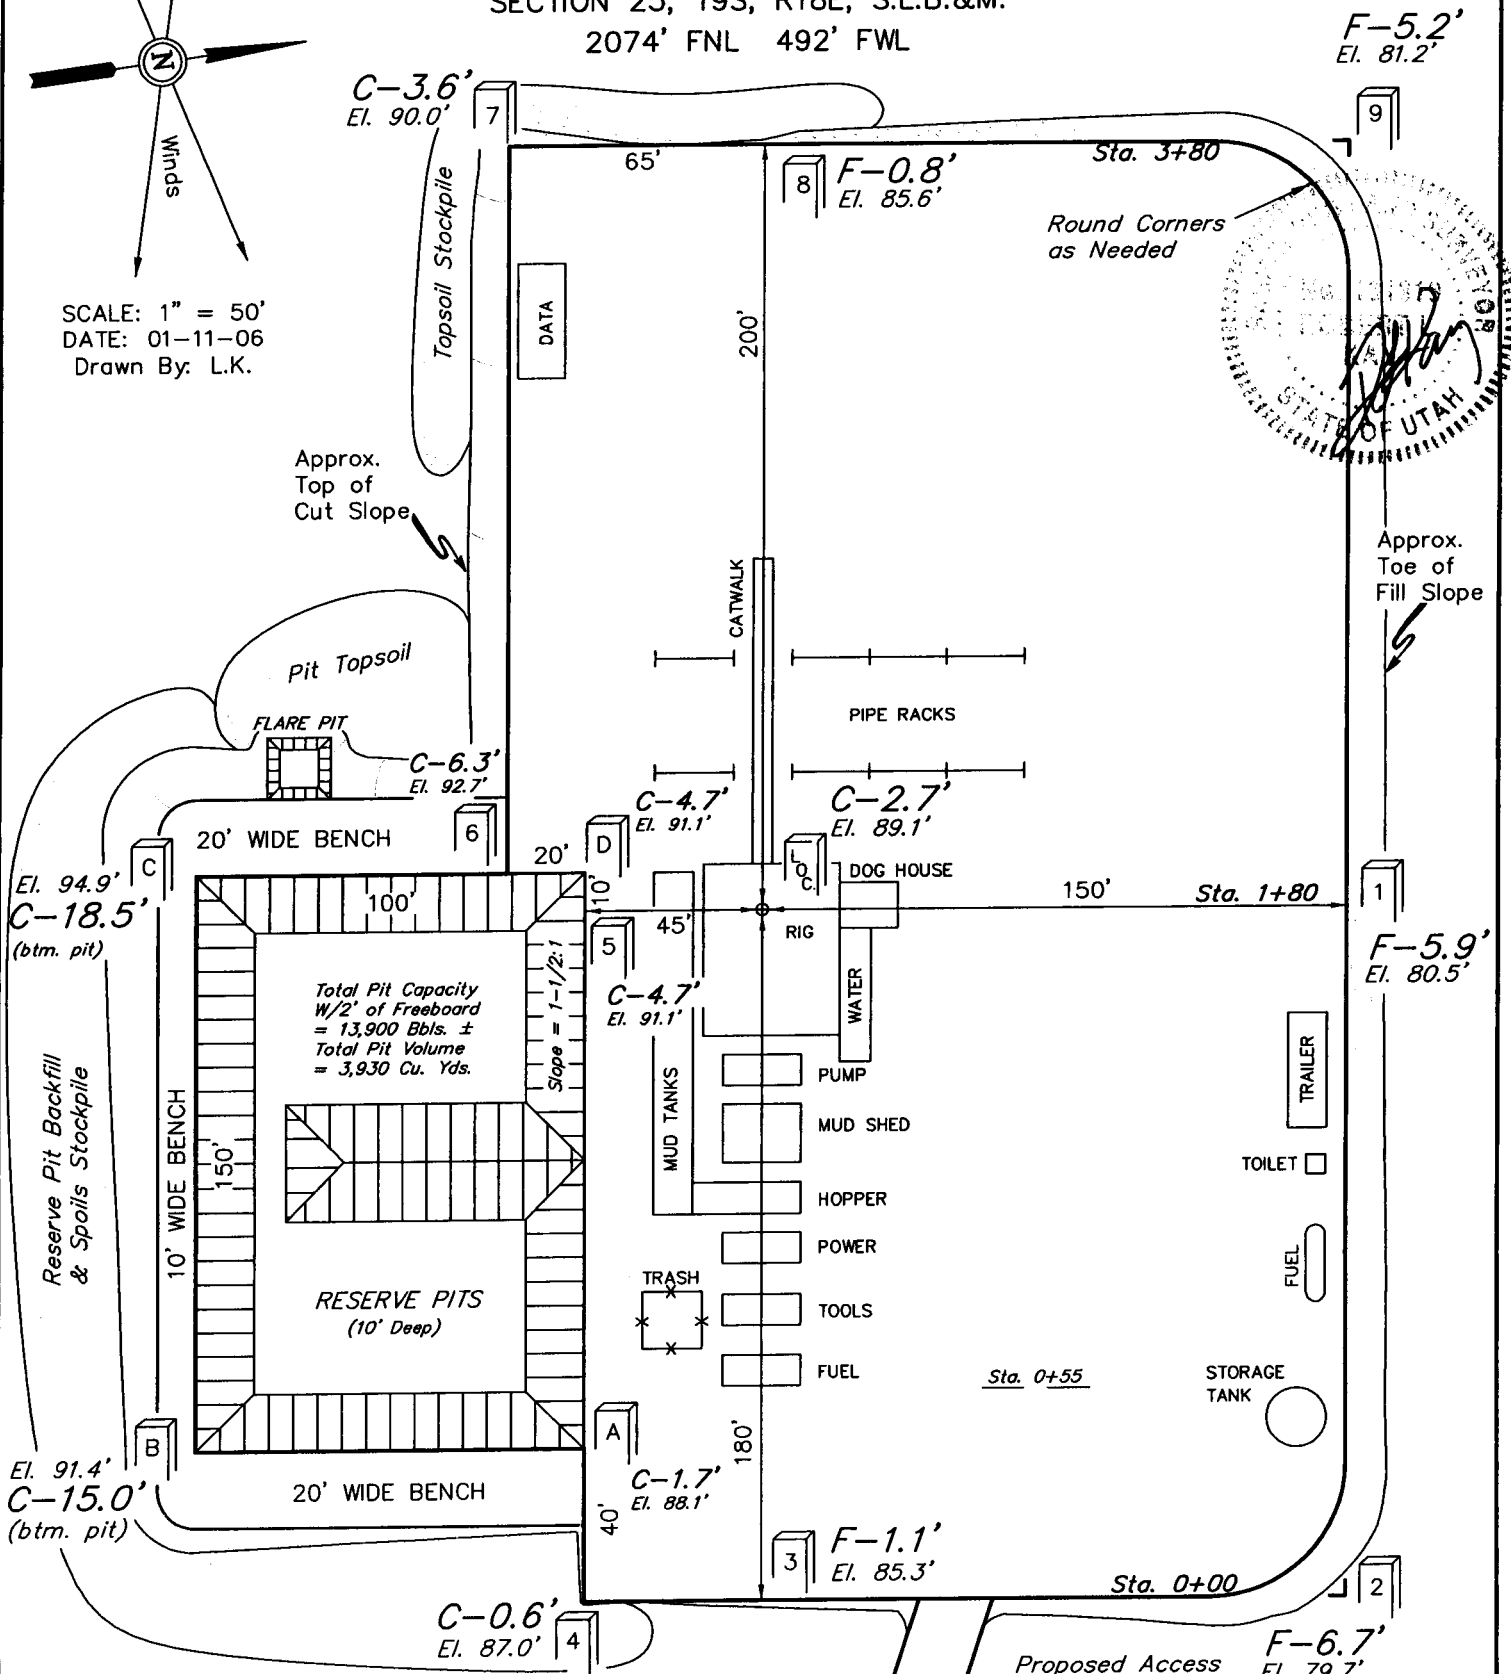 SECTION 25, T9S, R18E, S.L.B.&M.
2074' FNL 492' FWL
F-5.2'
El. 81.2'
9
N
Winds
SCALE: 1" = 50'
DATE: 01-11-06
Drawn By: L.K.
C-3.6'
El. 90.0'
7
65'
8
F-0.8'
El. 85.6'
Sta. 3+80
Round Corners
as Needed
STATE OF UTAH
Topsoil Stockpile
DATA
200'
Approx.
Top of
Cut Slope
Approx.
Toe of
Fill Slope
CATWALK
Pit Topsoil
PIPE RACKS
FLARE PIT
C-6.3'
El. 92.7'
6
20' WIDE BENCH
C
El. 94.9'
C-18.5'
(btm. pit)
20'
D
C-4.7'
El. 91.1'
C-2.7'
El. 89.1'
LOC.
DOG HOUSE
100'
10'
45'
RIG
150'
Sta. 1+80
1
F-5.9'
El. 80.5'
5
C-4.7'
El. 91.1'
Slope = 1-1/2:1
Total Pit Capacity
W/2' of Freeboard
= 13,900 Bbls. ±
Total Pit Volume
= 3,930 Cu. Yds.
WATER
PUMP
MUD TANKS
MUD SHED
TRAILER
TOILET
HOPPER
POWER
FUEL
Reserve Pit Backfill
& Spoils Stockpile
10' WIDE BENCH
150'
RESERVE PITS
(10' Deep)
TRASH
TOOLS
FUEL
Sta. 0+55
STORAGE
TANK
A
C-1.7'
El. 88.1'
180'
B
El. 91.4'
C-15.0'
(btm. pit)
20' WIDE BENCH
40'
3
F-1.1'
El. 85.3'
Sta. 0+00
2
F-6.7'
El. 79.7'
C-0.6'
El. 87.0'
4
Proposed Access